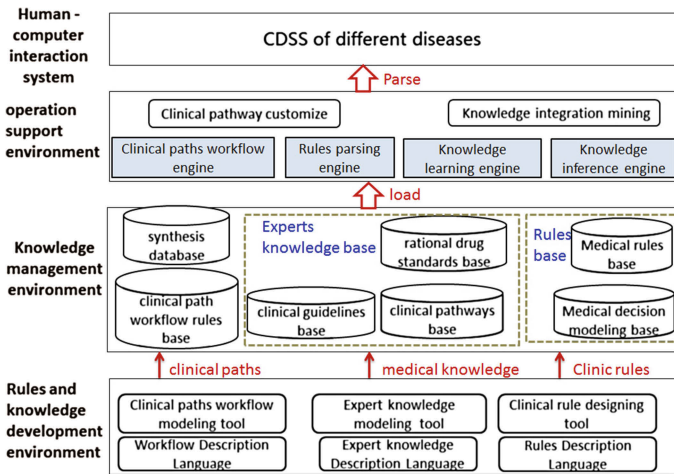 Human -
computer
interaction
system
CDSS of different diseases
Parse
operation
support
environment
Clinical pathway customize
Knowledge integration mining
Clinical paths workflow
engine
Rules parsing
engine
Knowledge
learning engine
Knowledge
inference engine
load
Knowledge
management
environment
synthesis
database
clinical path
workflow rules
base
Experts
knowledge base
rational drug
standards base
clinical guidelines
base
clinical pathways
base
Rules
base
Medical rules
base
Medical decision
modeling base
clinical paths
medical knowledge
Clinic rules
Rules and
knowledge
development
environment
Clinical paths workflow
modeling tool
Workflow Description
Language
Expert knowledge
modeling tool
Expert knowledge
Description Language
Clinical rule designing
tool
Rules Description
Language